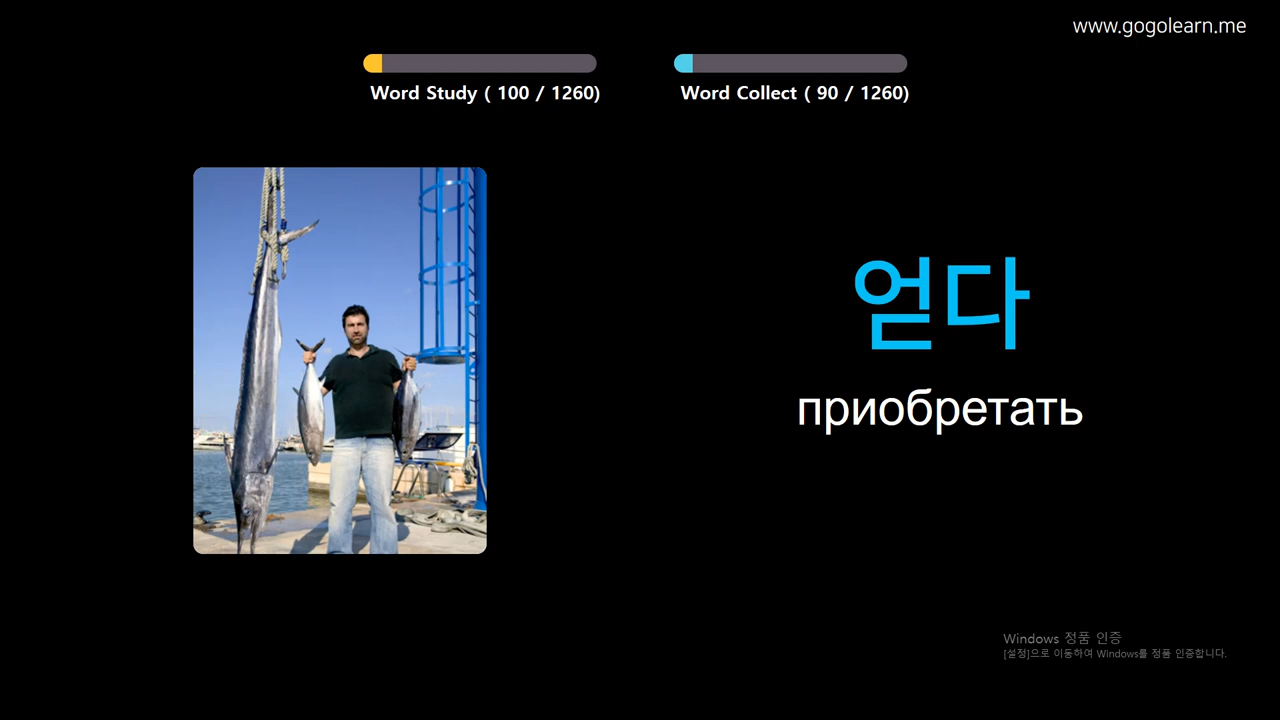 www.gogolearn.me
Word Study ( 100 / 1260)
Word Collect ( 90 / 1260)
얻다
приобретать
Windows 정품 인증
[설정]으로 이동하여 Windows를 정품 인증합니다.